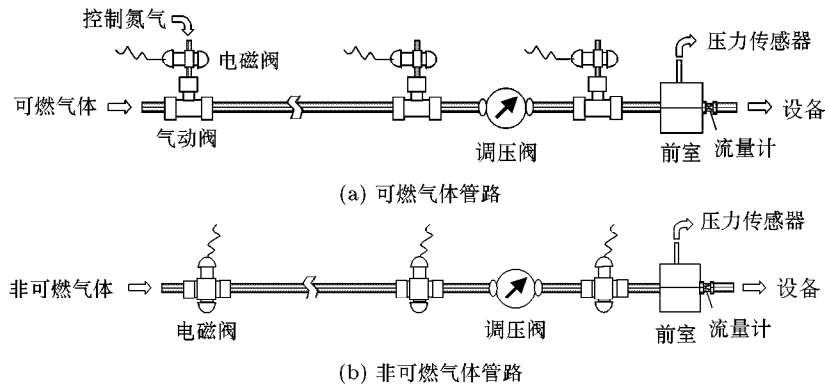 控制氮气
电磁阀
压力传感器
可燃气体
设备
气动阀
调压阀
前室
流量计
(a) 可燃气体管路
压力传感器
非可燃气体
设备
电磁阀
调压阀
前室
流量计
(b) 非可燃气体管路